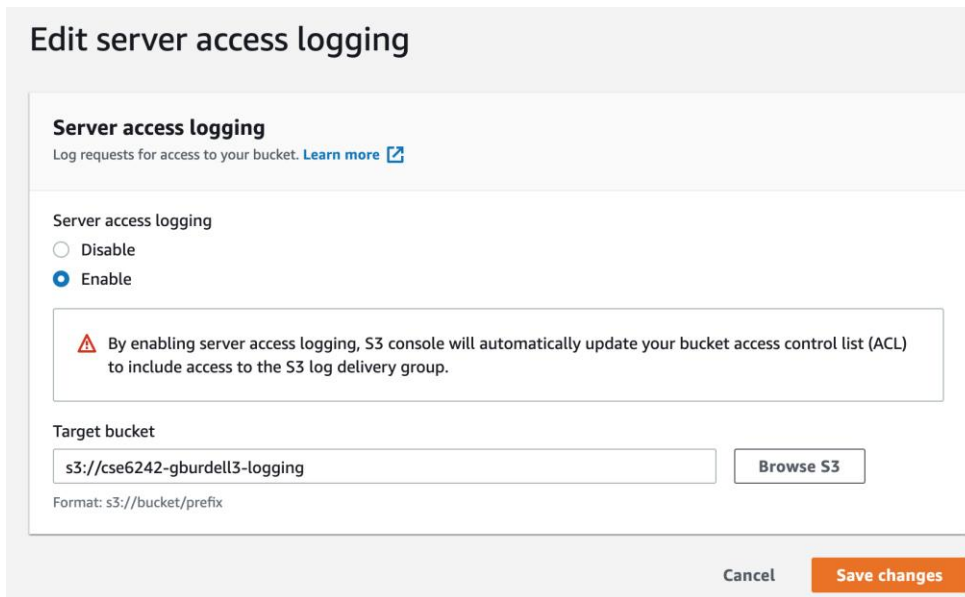 Edit server access logging
Server access logging
Log requests for access to your bucket. Learn more
Server access logging
Disable
Enable
By enabling server access logging, S3 console will automatically update your bucket access control list (ACL)
to include access to the S3 log delivery group.
Target bucket
s3://cse6242-gburdell3-logging
Browse S3
Format: s3://bucket/prefix
Cancel
Save changes